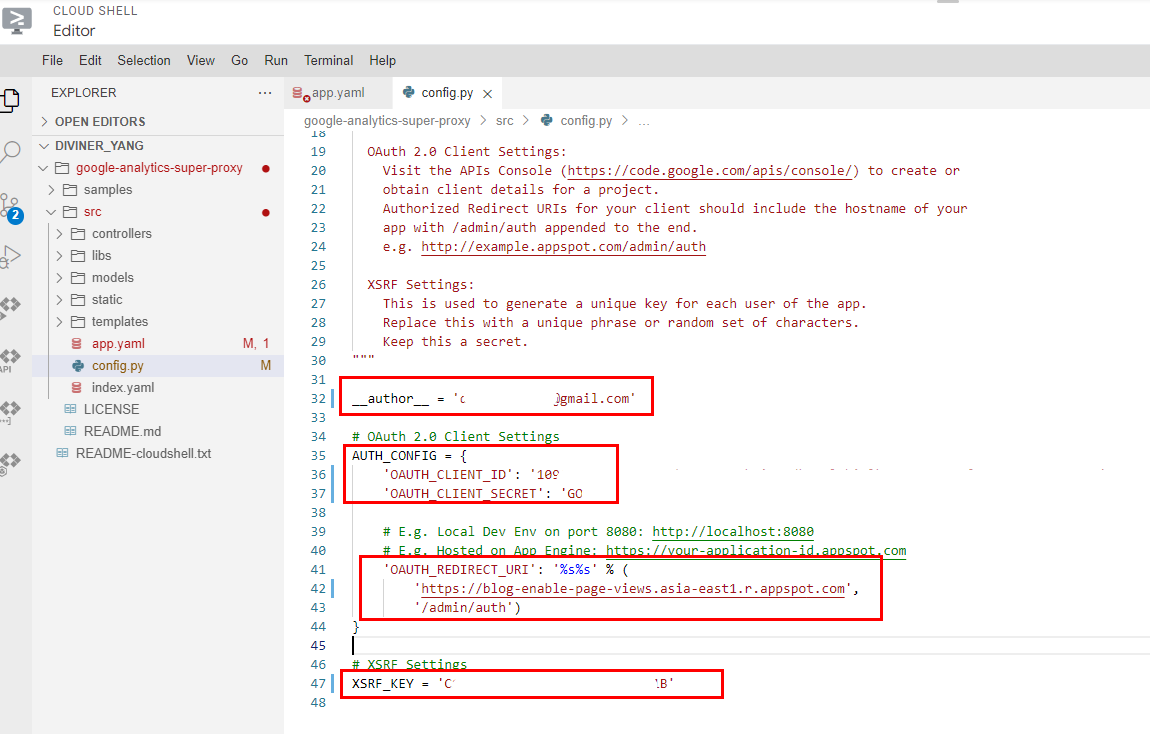 CLOUD SHELL
Editor
File Edit Selection View Go Run Terminal Help
EXPLORER ...
OPEN EDITORS
DIVINER_YANG
google-analytics-super-proxy
samples
src
controllers
libs
models
static
templates
app.yaml M, 1
config.py M
index.yaml
LICENSE
README.md
README-cloudshell.txt
2
API
app.yaml config.py
google-analytics-super-proxy > src > config.py > ...
18
19 OAuth 2.0 Client Settings:
20 Visit the APIs Console (https://code.google.com/apis/console/) to create or
21 obtain client details for a project.
22 Authorized Redirect URIs for your client should include the hostname of your
23 app with /admin/auth appended to the end.
24 e.g. http://example.appspot.com/admin/auth
25
26 XSRF Settings:
27 This is used to generate a unique key for each user of the app.
28 Replace this with a unique phrase or random set of characters.
29 Keep this a secret.
30 """
31
32 __author__ = ' @gmail.com'
33
34 # OAuth 2.0 Client Settings
35 AUTH_CONFIG = {
36 'OAUTH_CLIENT_ID': '109
37 'OAUTH_CLIENT_SECRET': 'GO
38
39 # E.g. Local Dev Env on port 8080: http://localhost:8080
40 # E.g. Hosted on App Engine: https://your-application-id.appspot.com
41 'OAUTH_REDIRECT_URI': '%s%s' % (
42 'https://blog-enable-page-views.asia-east1.r.appspot.com',
43 '/admin/auth')
44 }
45
46 # XSRF Settings
47 XSRF_KEY = 'C B'
48